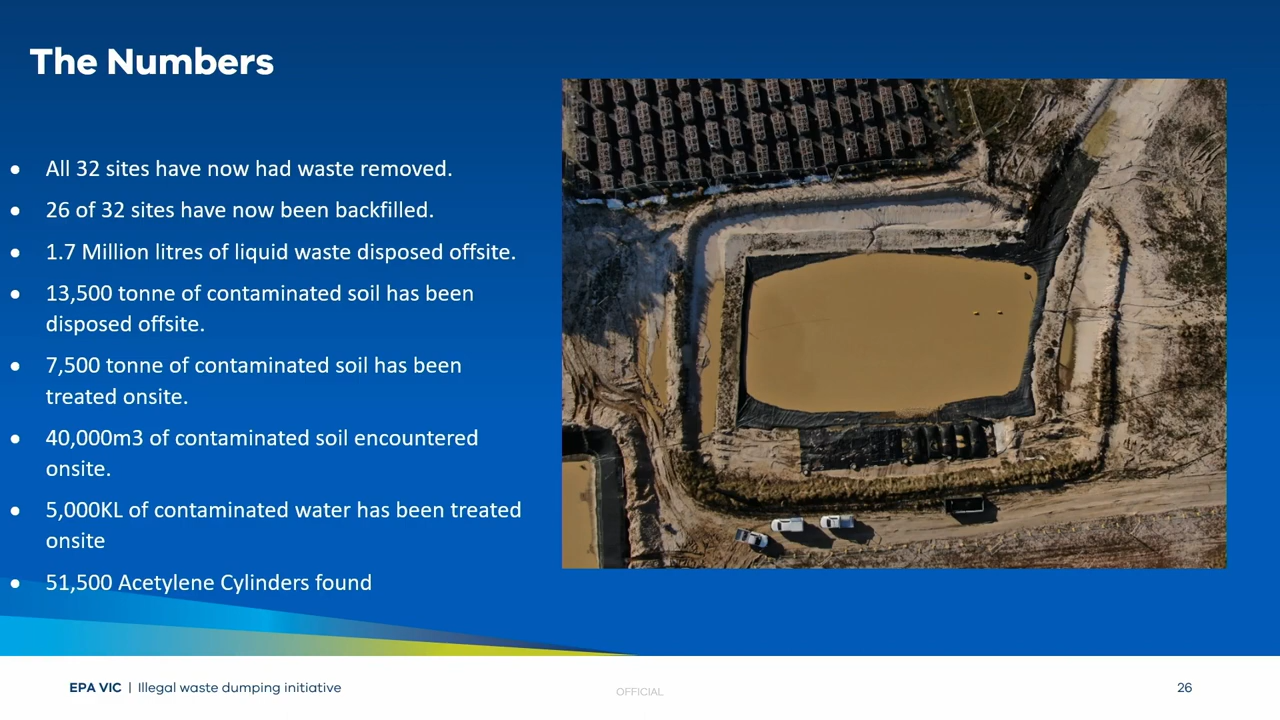 The Numbers
● All 32 sites have now had waste removed.
● 26 of 32 sites have now been backfilled.
● 1.7 Million litres of liquid waste disposed offsite.
● 13,500 tonne of contaminated soil has been
disposed offsite.
● 7,500 tonne of contaminated soil has been
treated onsite.
● 40,000m3 of contaminated soil encountered
onsite.
● 5,000KL of contaminated water has been treated
onsite
● 51,500 Acetylene Cylinders found
EPA VIC | Illegal waste dumping initiative
OFFICIAL
26